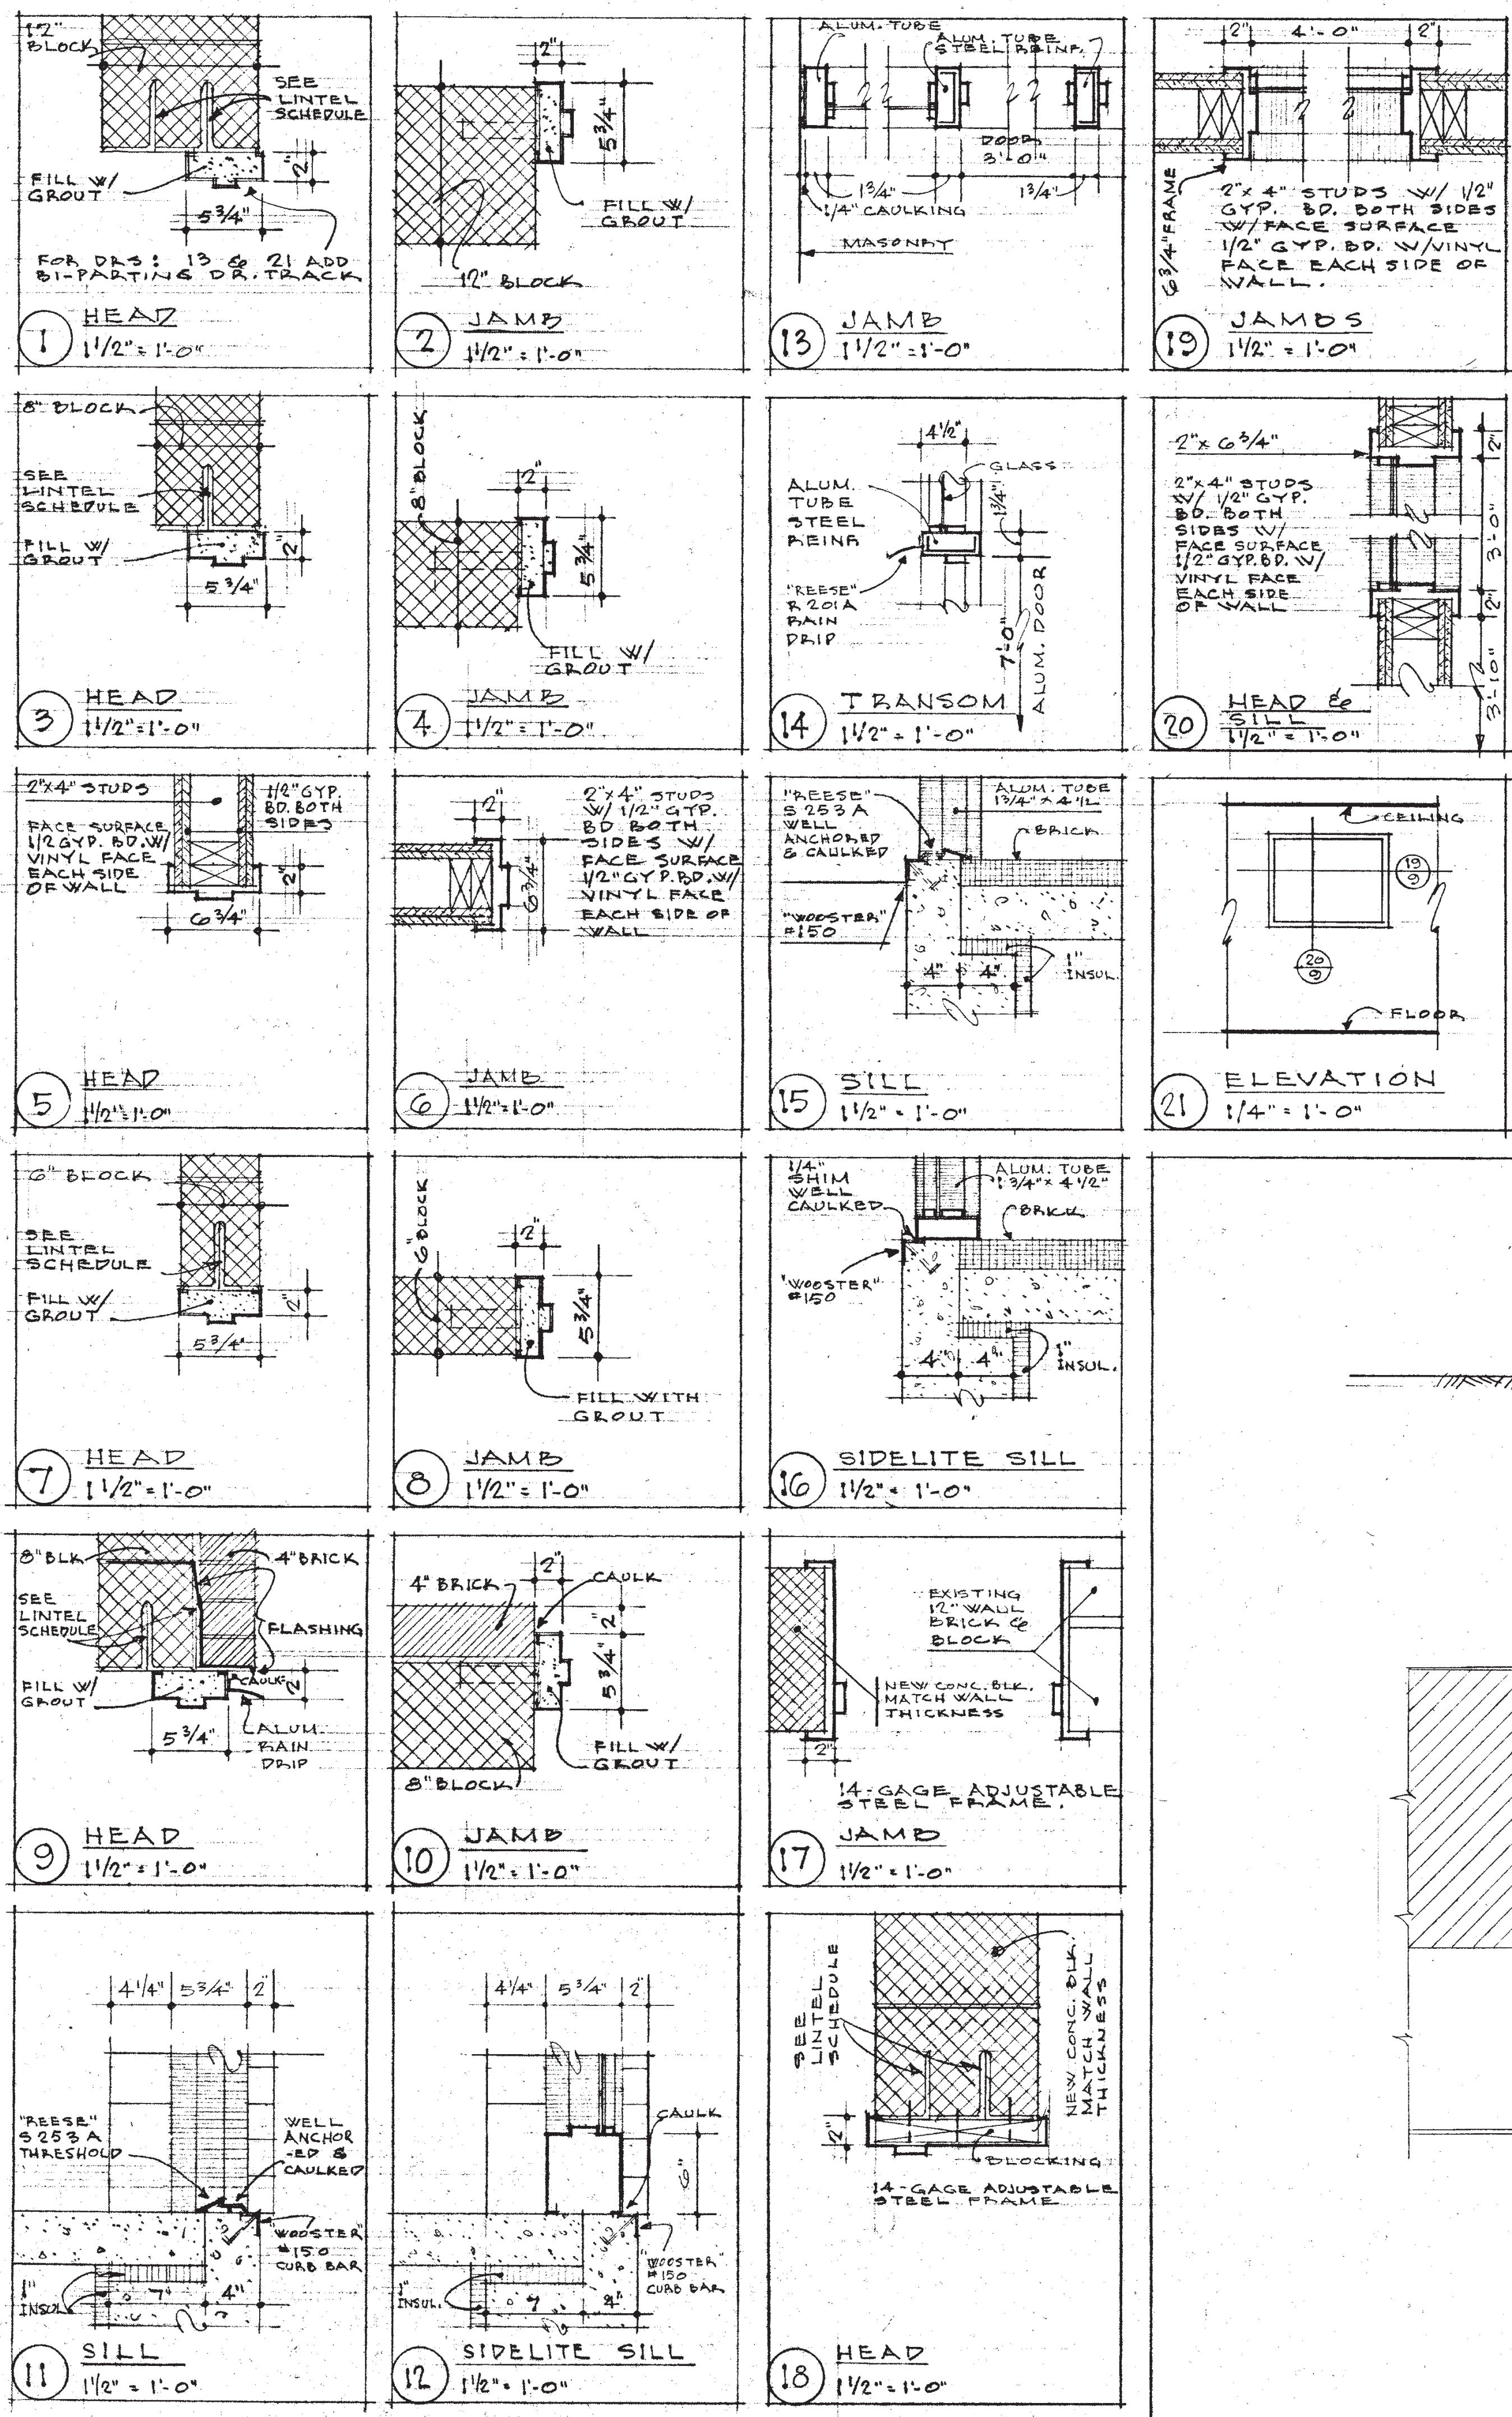 12"
BLOCK
SEE
LINTEL
SCHEDULE
FILL W/
GROUT
2"
5 3/4"
FOR DRS: 13 & 21 ADD
BI-PARTING DR. TRACK
1
HEAD
1 1/2" = 1'-0"
2"
5 3/4"
FILL W/
GROUT
12" BLOCK
2
JAMB
1 1/2" = 1'-0"
ALUM. TUBE
ALUM. TUBE
STEEL REINF.
DOOR
3'-0"
1 3/4"
1 3/4"
1/4" CAULKING
MASONRY
13
JAMB
1 1/2" = 1'-0"
2"
4'-0"
2"
6 3/4" FRAME
2" x 4" STUDS W/ 1/2"
GYP. BD. BOTH SIDES
W/ FACE SURFACE
1/2" GYP. BD. W/VINYL
FACE EACH SIDE OF
WALL.
19
JAMBS
1 1/2" = 1'-0"
8" BLOCK
SEE
LINTEL
SCHEDULE
FILL W/
GROUT
2"
5 3/4"
3
HEAD
1 1/2" = 1'-0"
8" BLOCK
2"
5 3/4"
FILL W/
GROUT
4
JAMB
1 1/2" = 1'-0"
4 1/2"
GLASS
ALUM.
TUBE
STEEL
REINF
1 3/4"
"REESE"
R 201A
RAIN
DRIP
7'-0"
ALUM. DOOR
14
TRANSOM
1 1/2" = 1'-0"
2" x 6 3/4"
2" x 4" STUDS
W/ 1/2" GYP.
BD. BOTH
SIDES W/
FACE SURFACE
1/2" GYP. BD. W/
VINYL FACE
EACH SIDE
OF WALL
2"
3'-0"
2"
3'-10"
20
HEAD &
SILL
1 1/2" = 1'-0"
2"x4" STUDS
1/2" GYP.
BD. BOTH
SIDES
FACE SURFACE
1/2 GYP. BD. W/
VINYL FACE
EACH SIDE
OF WALL
2"
6 3/4"
5
HEAD
1 1/2" = 1'-0"
2"
2" x 4" STUDS
W/ 1/2" GYP.
BD BOTH
SIDES W/
FACE SURFACE
1/2" GYP. BD. W/
VINYL FACE
EACH SIDE OF
WALL
6 3/4"
6
JAMB
1 1/2" = 1'-0"
"REESE"
S 253 A
WELL
ANCHORED
& CAULKED
ALUM. TUBE
1 3/4" x 4 1/2
BRICK
"WOOSTER"
#150
4"
4"
1"
INSUL.
15
SILL
1 1/2" = 1'-0"
CEILING
19
9
20
9
FLOOR
21
ELEVATION
1/4" = 1'-0"
6" BLOCK
SEE
LINTEL
SCHEDULE
FILL W/
GROUT
2"
5 3/4"
7
HEAD
1 1/2" = 1'-0"
6" BLOCK
2"
5 3/4"
FILL WITH
GROUT
8
JAMB
1 1/2" = 1'-0"
1/4"
SHIM
WELL
CAULKED
ALUM. TUBE
1 3/4" x 4 1/2"
BRICK
"WOOSTER"
#150
4"
4"
1"
INSUL.
16
SIDELITE SILL
1 1/2" = 1'-0"
8" BLK
4" BRICK
SEE
LINTEL
SCHEDULE
FLASHING
FILL W/
GROUT
CAULK
2"
5 3/4"
ALUM.
RAIN
DRIP
9
HEAD
1 1/2" = 1'-0"
2"
4" BRICK
CAULK
2"
5 3/4"
FILL W/
GROUT
8" BLOCK
10
JAMB
1 1/2" = 1'-0"
EXISTING
12" WALL
BRICK &
BLOCK
NEW CONC. BLK.
MATCH WALL
THICKNESS
2"
14-GAGE ADJUSTABLE
STEEL FRAME.
17
JAMB
1 1/2" = 1'-0"
4 1/4"
5 3/4"
2"
"REESE"
S 253 A
THRESHOLD
WELL
ANCHOR
-ED &
CAULKED
"WOOSTER"
#150
CURB BAR
1"
INSUL
7"
4"
11
SILL
1 1/2" = 1'-0"
4 1/4"
5 3/4"
2"
CAULK
6"
"WOOSTER"
#150
CURB BAR
1"
INSUL.
7
4"
12
SIDELITE SILL
1 1/2" = 1'-0"
SEE
LINTEL
SCHEDULE
NEW CONC. BLK.
MATCH WALL
THICKNESS
2"
BLOCKING
14-GAGE ADJUSTABLE
STEEL FRAME
18
HEAD
1 1/2" = 1'-0"